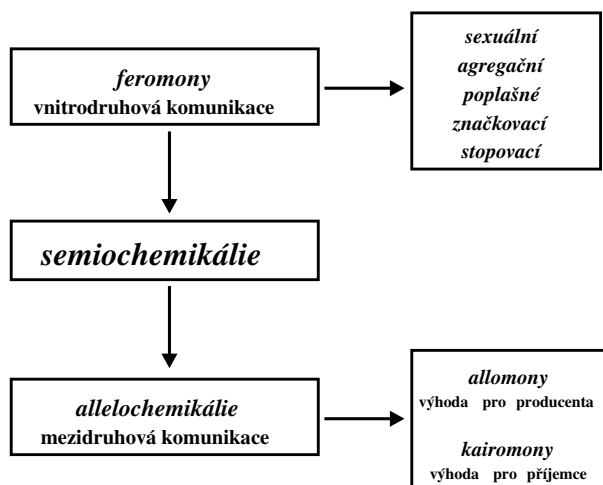 feromony
vnitrodruhová komunikace
sexuální
agregační
poplašné
značkovací
stopovací
semiochemikálie
allelochemikálie
mezidruhová komunikace
allomony
výhoda pro producenta
kairomony
výhoda pro příjemce